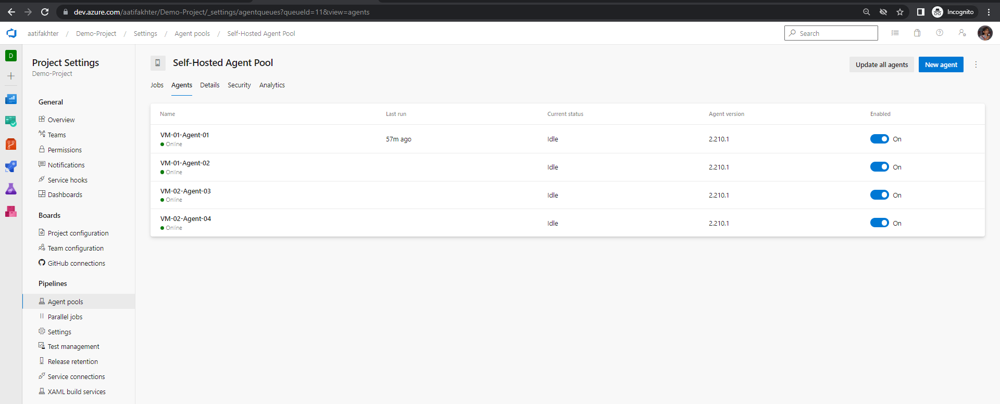 dev.azure.com/aatifakhter/Demo-Project/_settings/agentqueues?queueId=11&view=agents
Incognito
aatifakhter / Demo-Project / Settings / Agent pools / Self-Hosted Agent Pool
Search
D
Project Settings
Demo-Project
General
Overview
Teams
Permissions
Notifications
Service hooks
Dashboards
Boards
Project configuration
Team configuration
GitHub connections
Pipelines
Agent pools
Parallel jobs
Settings
Test management
Release retention
Service connections
XAML build services
Self-Hosted Agent Pool
Update all agents
New agent
Jobs Agents Details Security Analytics
Name Last run Current status Agent version Enabled
VM-01-Agent-01
Online
57m ago Idle 2.210.1 On
VM-01-Agent-02
Online
Idle 2.210.1 On
VM-02-Agent-03
Online
Idle 2.210.1 On
VM-02-Agent-04
Online
Idle 2.210.1 On